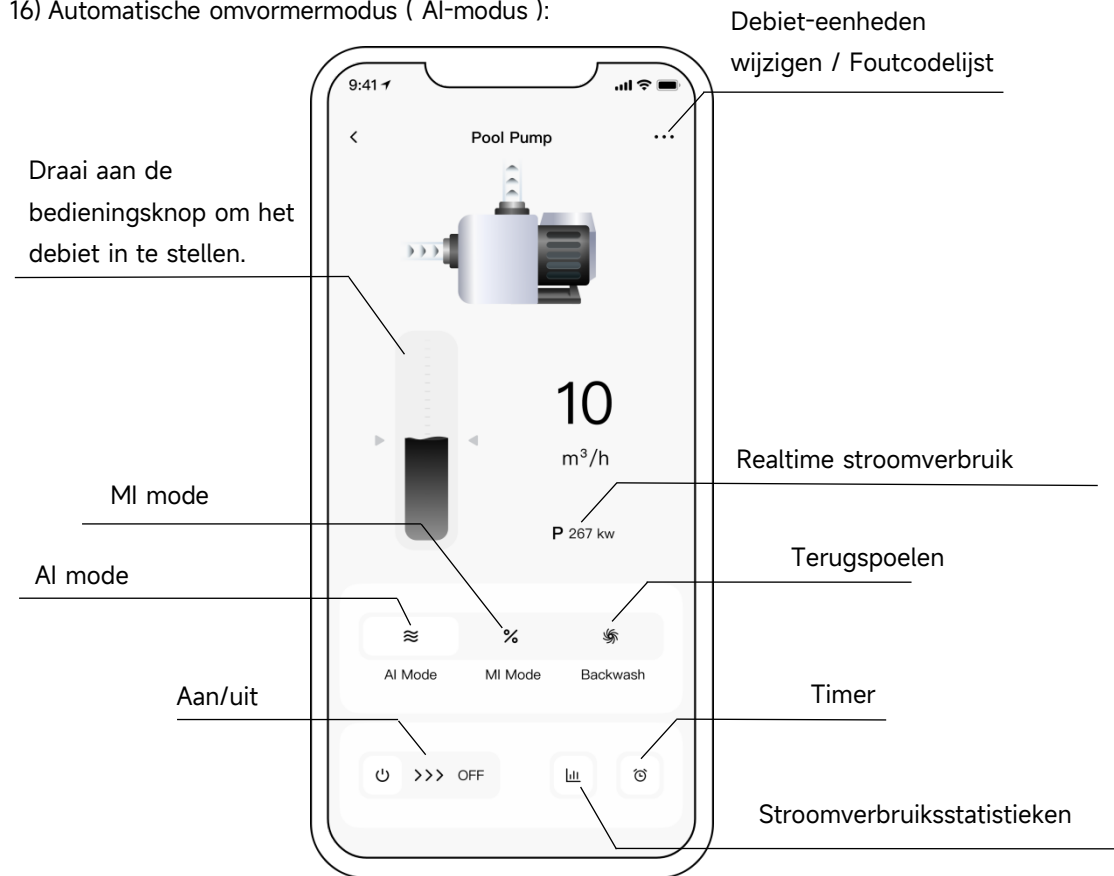 16) Automatische omvormermodus ( AI-modus ):
Debiet-eenheden
wijzigen / Foutcodelijst
9:41
Pool Pump
Draai aan de
bedieningsknop om het
debiet in te stellen.
10
m³/h
Realtime stroomverbruik
MI mode
P 267 kw
Terugspoelen
AI mode
%
AI Mode
MI Mode
Backwash
Aan/uit
Timer
>>> OFF
Stroomverbruiksstatistieken